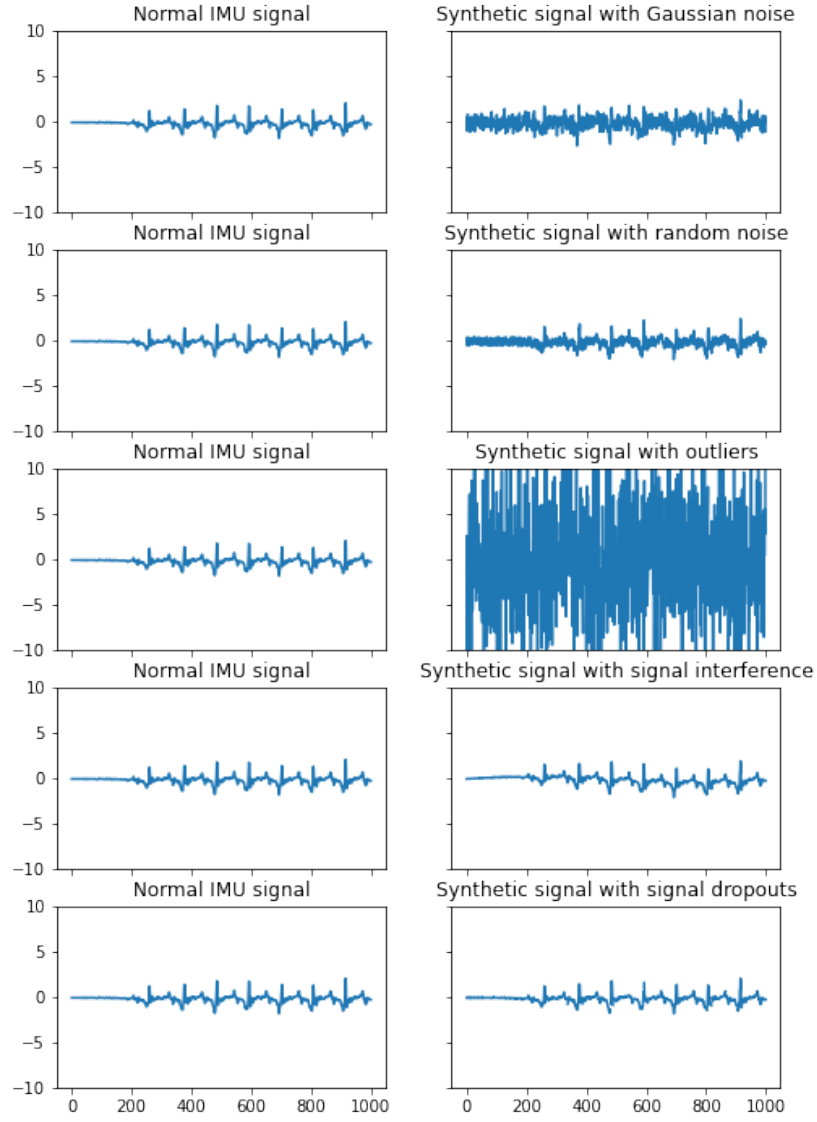 Normal IMU signal
Synthetic signal with Gaussian noise
10
5
0
−5
−10
Normal IMU signal
Synthetic signal with random noise
10
5
0
−5
−10
Normal IMU signal
Synthetic signal with outliers
10
5
0
−5
−10
Normal IMU signal
Synthetic signal with signal interference
10
5
0
−5
−10
Normal IMU signal
Synthetic signal with signal dropouts
10
5
0
−5
−10
0 200 400 600 800 1000
0 200 400 600 800 1000